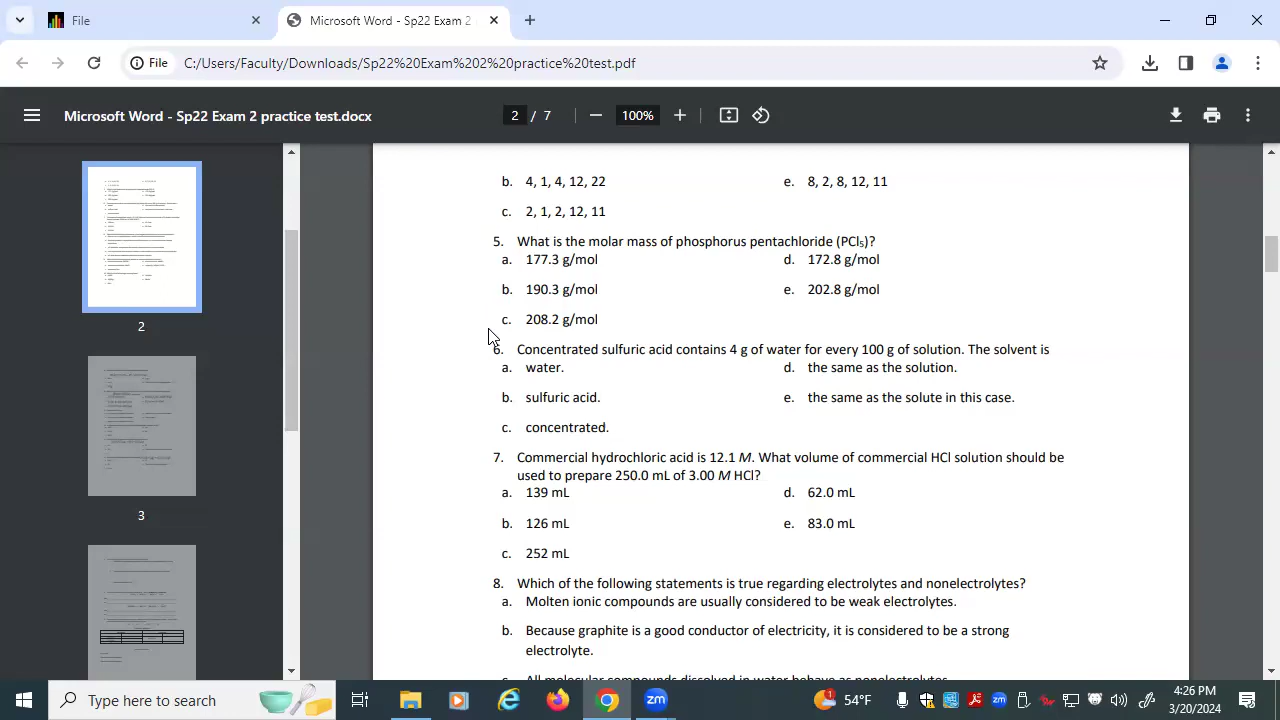 File
Microsoft Word - Sp22 Exam 2
File
C:/Users/Faculty/Downloads/Sp22%20Exam%202%20practice%20test.pdf
Microsoft Word - Sp22 Exam 2 practice test.docx
2 / 7
100%
b. 4, 1, 4, 12, 22 e. 2, 2, 8, 12, 11
c. 2, 12, 11
5. What is the molar mass of phosphorus pentachloride (PCl₅)?
a. 177.3 g/mol d. 172.8 g/mol
b. 190.3 g/mol e. 202.8 g/mol
c. 208.2 g/mol
6. Concentrated sulfuric acid contains 4 g of water for every 100 g of solution. The solvent is
a. water. d. the same as the solution.
b. sulfuric acid. e. the same as the solute in this case.
c. concentrated.
7. Commercial hydrochloric acid is 12.1 M. What volume of commercial HCl solution should be
used to prepare 250.0 mL of 3.00 M HCl?
a. 139 mL d. 62.0 mL
b. 126 mL e. 83.0 mL
c. 252 mL
8. Which of the following statements is true regarding electrolytes and nonelectrolytes?
a. Molten ionic compounds are usually considered to be weak electrolytes.
b. Because graphite is a good conductor of electricity, it is considered to be a strong
electrolyte.
2
3
Type here to search
zm
54°F
zm
4:26 PM
3/20/2024